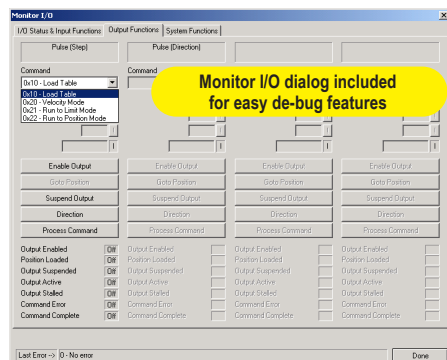 Monitor I/O
I/O Status & Input Functions Output Functions System Functions
Pulse (Step) Pulse (Direction)
Command Command
0x10 - Load Table
0x10 - Load Table
0x20 - Velocity Mode
0x21 - Run to Limit Mode
0x22 - Run to Position Mode
Monitor I/O dialog included
for easy de-bug features
Enable Output Enable Output Enable Output Enable Output
Goto Position Goto Position Goto Position Goto Position
Suspend Output Suspend Output Suspend Output Suspend Output
Direction Direction Direction Direction
Process Command Process Command Process Command Process Command
Output Enabled Off Output Enabled Output Enabled Output Enabled
Position Loaded Off Position Loaded Position Loaded Position Loaded
Output Suspended Off Output Suspended Output Suspended Output Suspended
Output Active Off Output Active Output Active Output Active
Output Stalled Off Output Stalled Output Stalled Output Stalled
Command Error Off Command Error Command Error Command Error
Command Complete Off Command Complete Command Complete Command Complete
Last Error --> 0 - No error Done